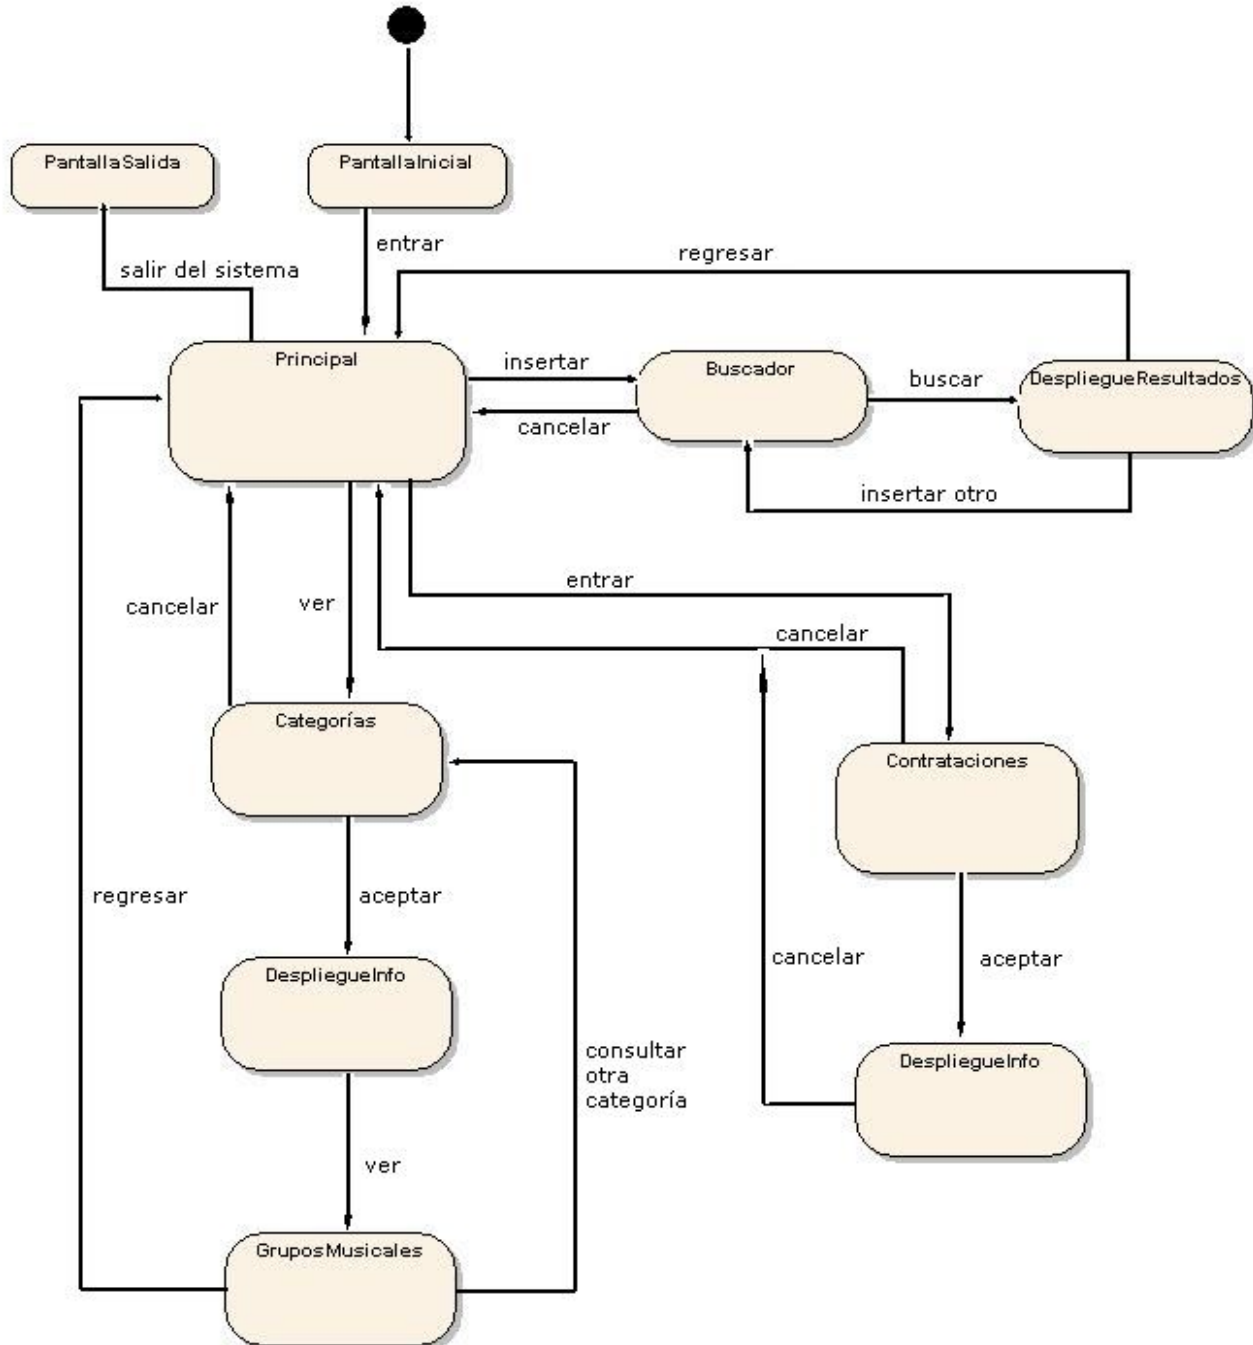 PantallaSalida
PantallaInicial
entrar
salir del sistema
regresar
Principal
insertar
Buscador
buscar
DespliegueResultados
cancelar
insertar otro
entrar
cancelar
ver
cancelar
Categorías
Contrataciones
regresar
aceptar
cancelar
aceptar
DespliegueInfo
consultar
otra
categoría
DespliegueInfo
ver
GruposMusicales